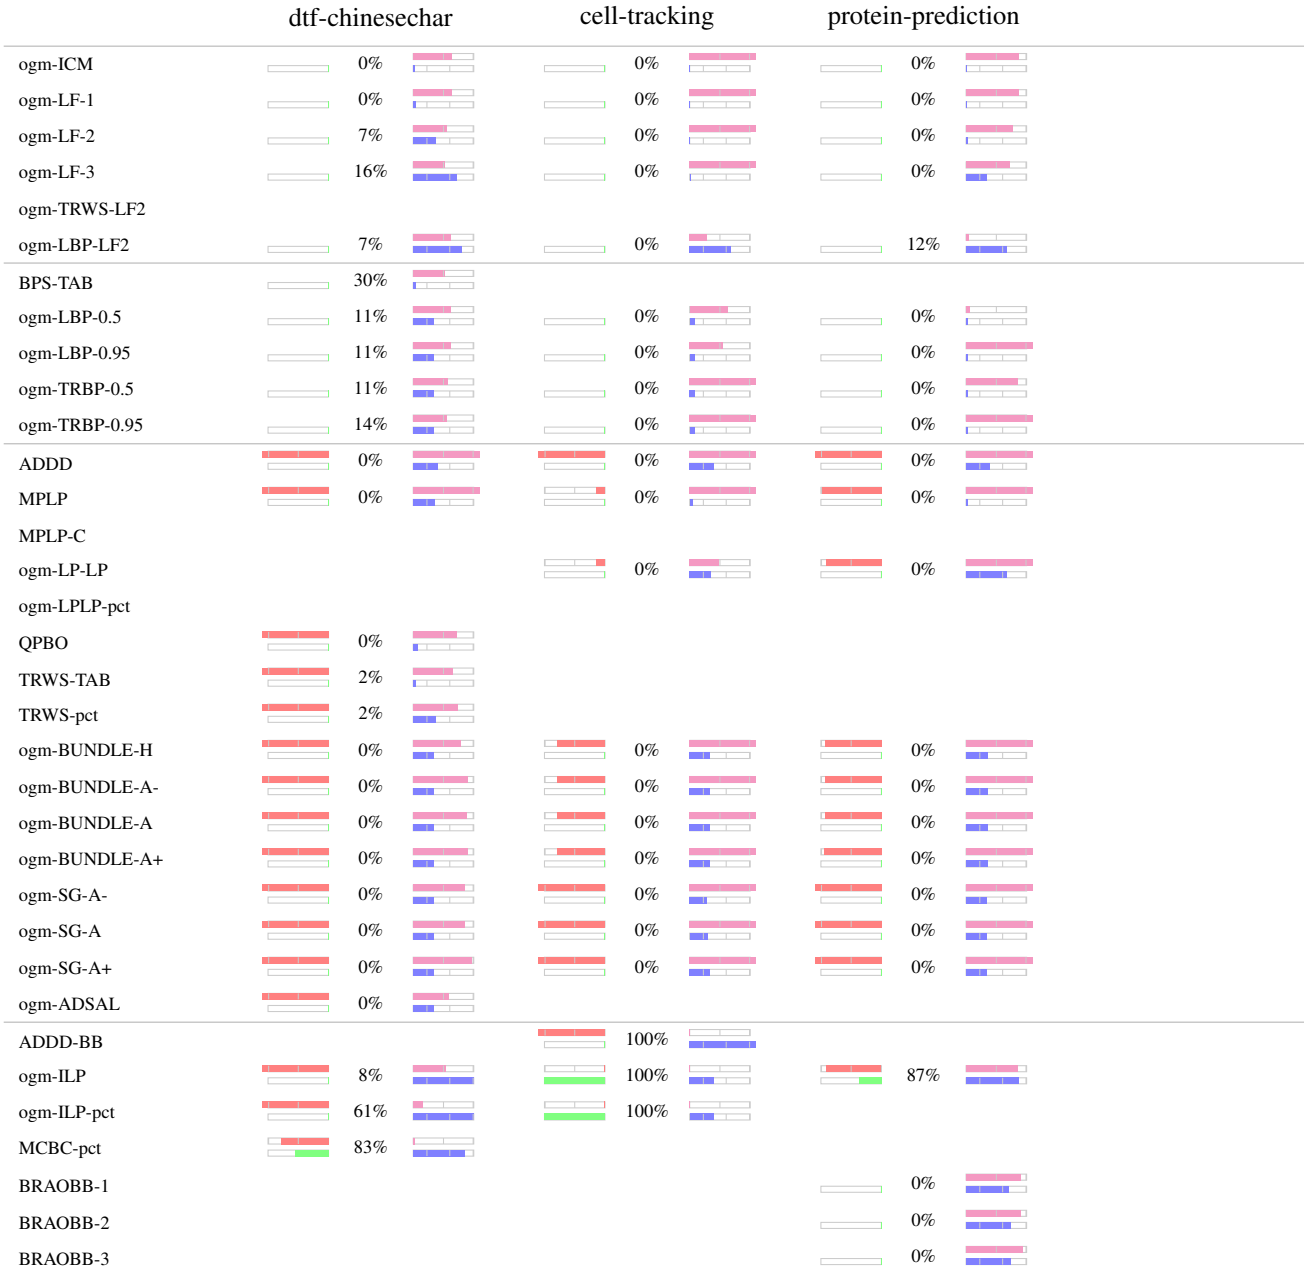 dtf-chinesechar cell-tracking protein-prediction
ogm-ICM 0% 0% 0%
ogm-LF-1 0% 0% 0%
ogm-LF-2 7% 0% 0%
ogm-LF-3 16% 0% 0%
ogm-TRWS-LF2
ogm-LBP-LF2 7% 0% 12%
BPS-TAB 30%
ogm-LBP-0.5 11% 0% 0%
ogm-LBP-0.95 11% 0% 0%
ogm-TRBP-0.5 11% 0% 0%
ogm-TRBP-0.95 14% 0% 0%
ADDD 0% 0% 0%
MPLP 0% 0% 0%
MPLP-C
ogm-LP-LP 0% 0%
ogm-LPLP-pct
QPBO 0%
TRWS-TAB 2%
TRWS-pct 2%
ogm-BUNDLE-H 0% 0% 0%
ogm-BUNDLE-A- 0% 0% 0%
ogm-BUNDLE-A 0% 0% 0%
ogm-BUNDLE-A+ 0% 0% 0%
ogm-SG-A- 0% 0% 0%
ogm-SG-A 0% 0% 0%
ogm-SG-A+ 0% 0% 0%
ogm-ADSAL 0%
ADDD-BB 100%
ogm-ILP 8% 100% 87%
ogm-ILP-pct 61% 100%
MCBC-pct 83%
BRAOBB-1 0%
BRAOBB-2 0%
BRAOBB-3 0%